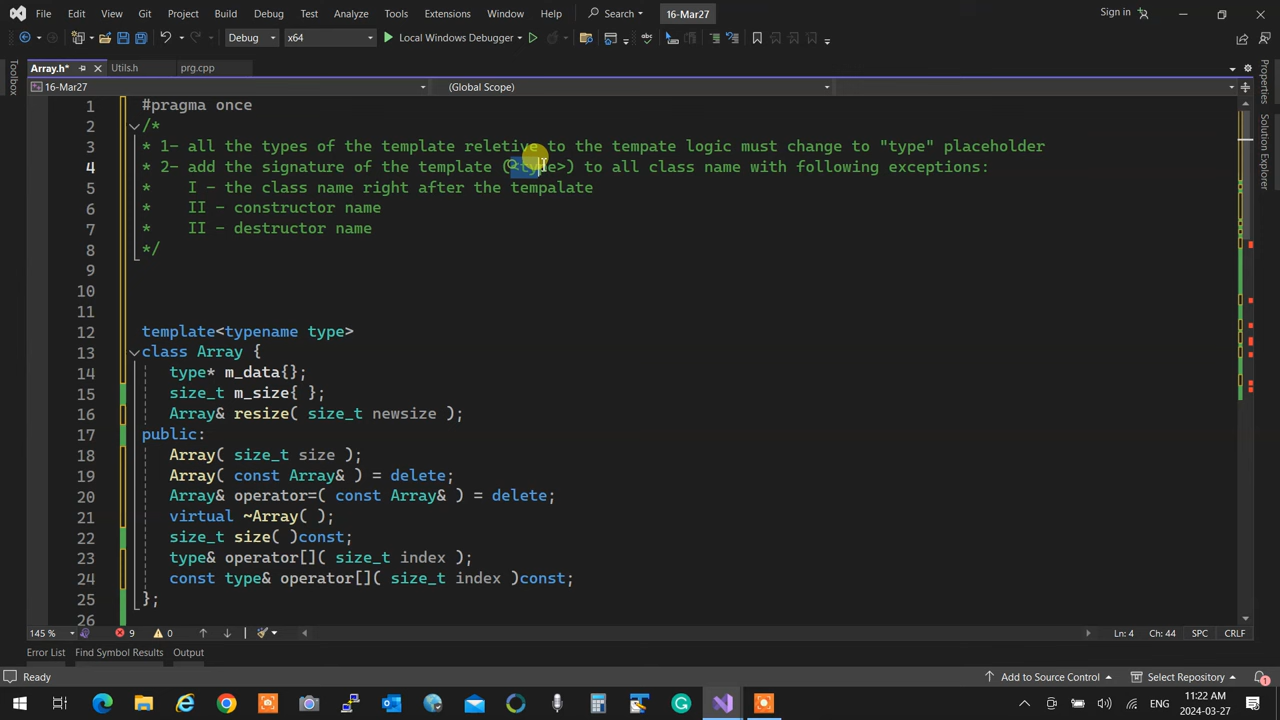 File Edit View Git Project Build Debug Test Analyze Tools Extensions Window Help Search 16-Mar27 Sign in
Debug x64 Local Windows Debugger
Array.h* Utils.h prg.cpp
16-Mar27 (Global Scope)
Toolbox
Properties
Solution Explorer
1 #pragma once
2 /*
3 * 1- all the types of the template reletive to the tempate logic must change to "type" placeholder
4 * 2- add the signature of the template (<type>) to all class name with following exceptions:
5 * I - the class name right after the tempalate
6 * II - constructor name
7 * II - destructor name
8 */
9
10
11
12 template<typename type>
13 class Array {
14 type* m_data{};
15 size_t m_size{ };
16 Array& resize( size_t newsize );
17 public:
18 Array( size_t size );
19 Array( const Array& ) = delete;
20 Array& operator=( const Array& ) = delete;
21 virtual ~Array( );
22 size_t size( )const;
23 type& operator[]( size_t index );
24 const type& operator[]( size_t index )const;
25 };
26
145 % 9 0 Ln: 4 Ch: 44 SPC CRLF
Error List Find Symbol Results Output
Ready Add to Source Control Select Repository 1
ENG 11:22 AM 2024-03-27